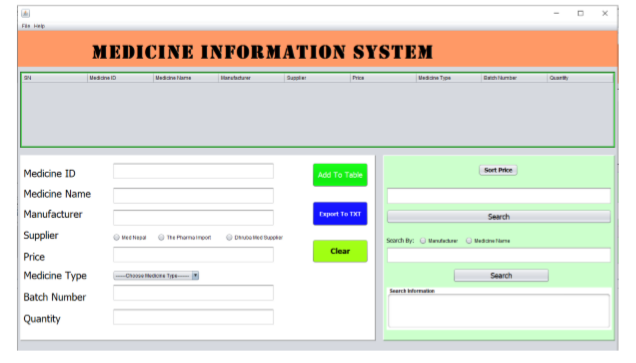 File Help
MEDICINE INFORMATION SYSTEM
SN Medicine ID Medicine Name Manufacturer Supplier Price Medicine Type Batch Number Quantity
Medicine ID
Medicine Name
Manufacturer
Supplier Med Nepal The Pharma Import Dhruba Med Supplier
Price
Medicine Type -----Choose Medicine Type------
Batch Number
Quantity
Add To Table
Export To TXT
Clear
Sort Price
Search
Search By: Manufacturer Medicine Name
Search
Search Information